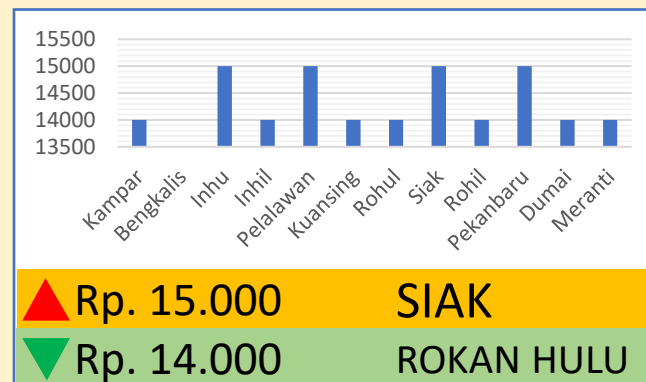 15500
15000
14500
14000
13500
Kampar
Bengkalis
Inhu
Inhil
Pelalawan
Kuansing
Rohul
Siak
Rohil
Pekanbaru
Dumai
Meranti
Rp. 15.000 SIAK
Rp. 14.000 ROKAN HULU